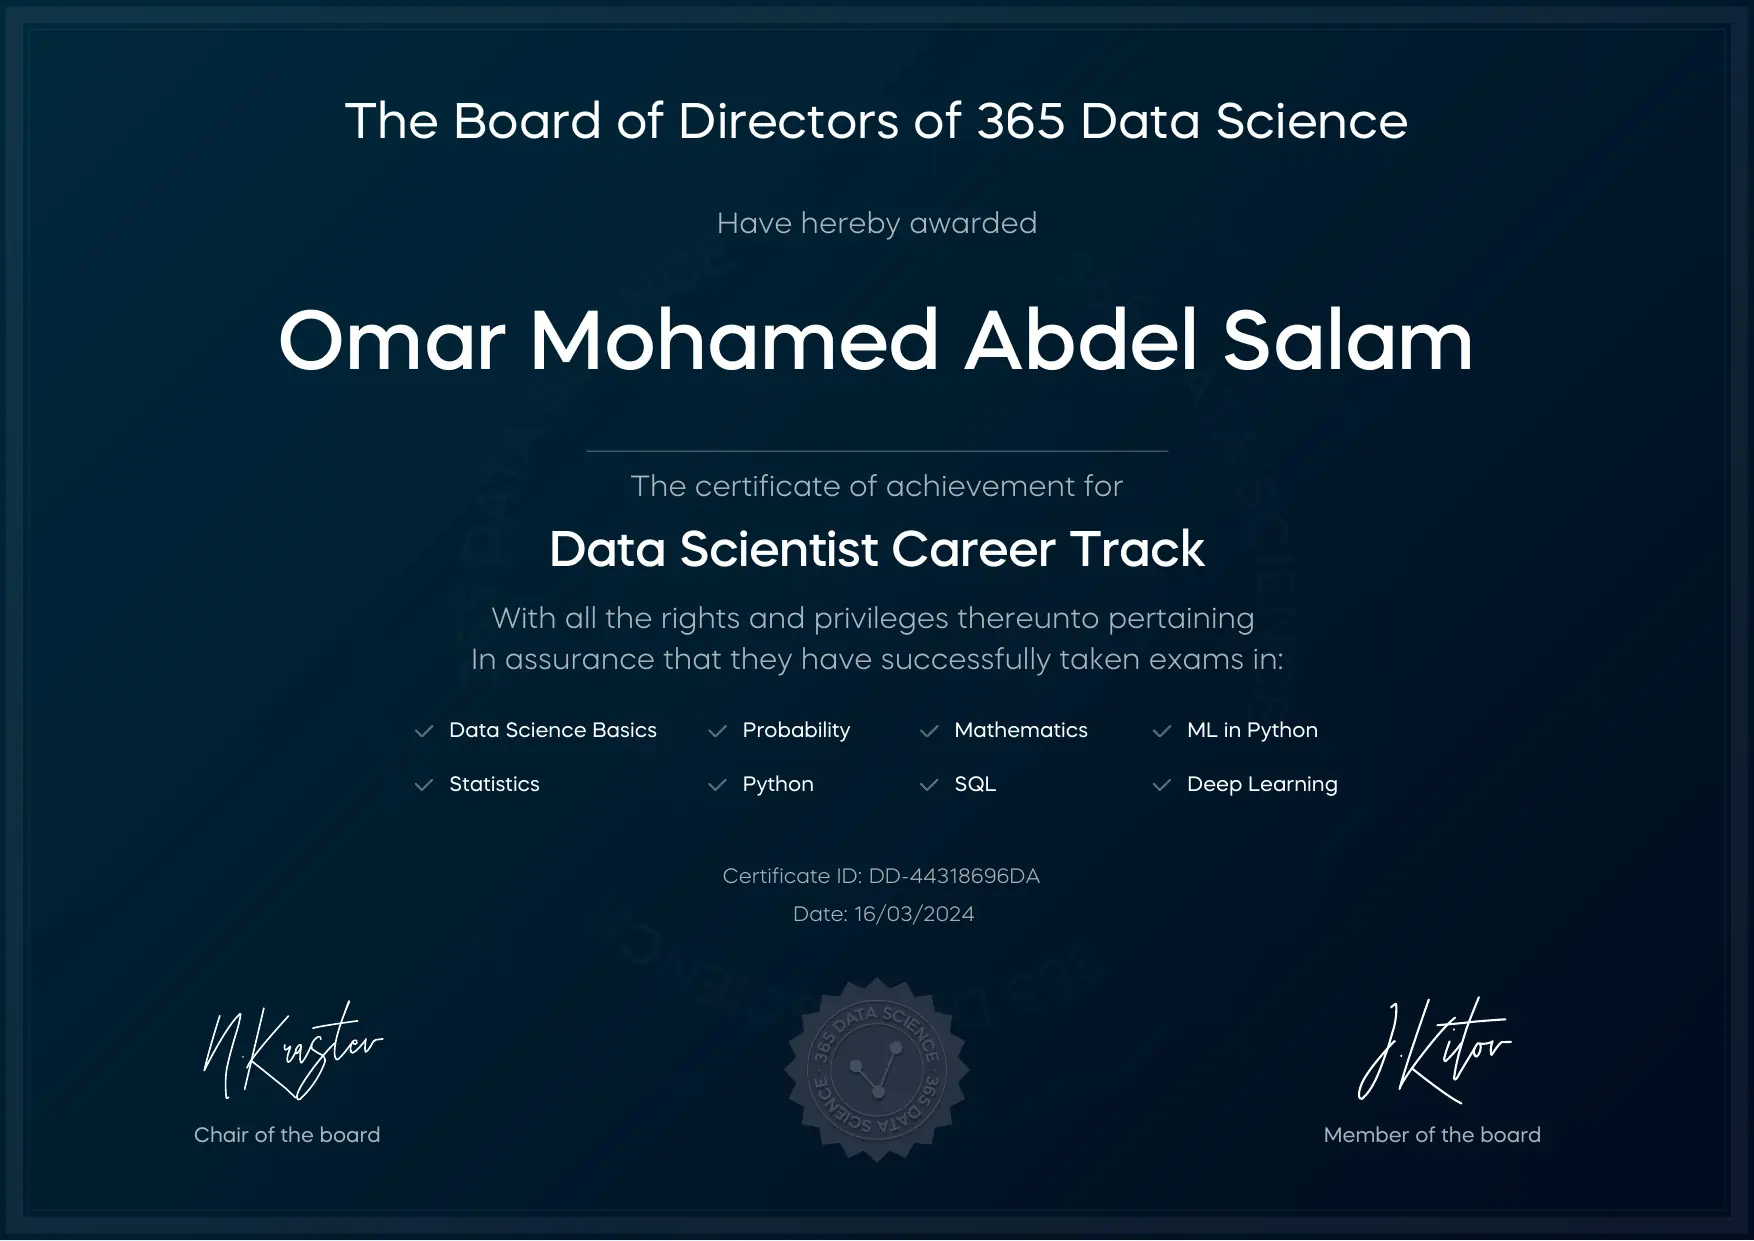 The Board of Directors of 365 Data Science
Have hereby awarded
Omar Mohamed Abdel Salam
The certificate of achievement for
Data Scientist Career Track
With all the rights and privileges thereunto pertaining
In assurance that they have successfully taken exams in:
Data Science Basics Probability Mathematics ML in Python
Statistics Python SQL Deep Learning
Certificate ID: DD-44318696DA
Date: 16/03/2024
N.Krastev
J.Kitov
365 DATA SCIENCE · 365 DATA SCIENCE ·
Chair of the board
Member of the board